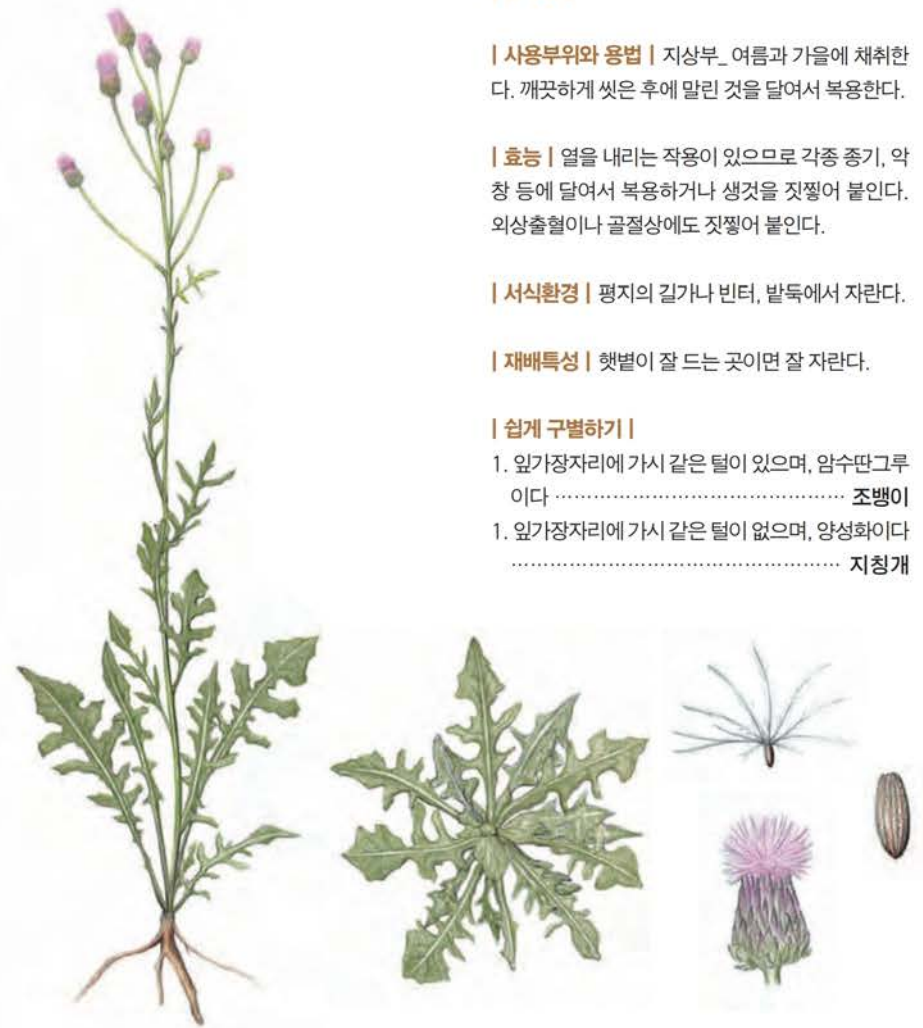 | 사용부위와 용법 | 지상부_ 여름과 가을에 채취한
다. 깨끗하게 씻은 후에 말린 것을 달여서 복용한다.
| 효능 | 열을 내리는 작용이 있으므로 각종 종기, 악
창 등에 달여서 복용하거나 생것을 짓찧어 붙인다.
외상출혈이나 골절상에도 짓찧어 붙인다.
| 서식환경 | 평지의 길가나 빈터, 밭둑에서 자란다.
| 재배특성 | 햇볕이 잘 드는 곳이면 잘 자란다.
| 쉽게 구별하기 |
1. 잎가장자리에 가시 같은 털이 있으며, 암수딴그루
이다 ················································ 조뱅이
1. 잎가장자리에 가시 같은 털이 없으며, 양성화이다
······················································ 지칭개